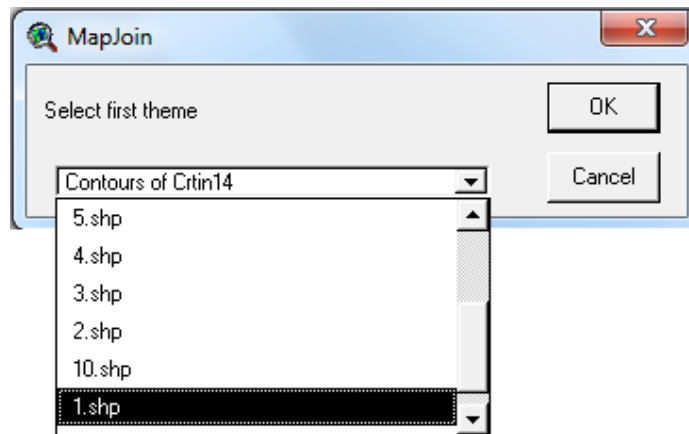 MapJoin
Select first theme
OK
Contours of Crtin14
Cancel
5.shp
4.shp
3.shp
2.shp
10.shp
1.shp